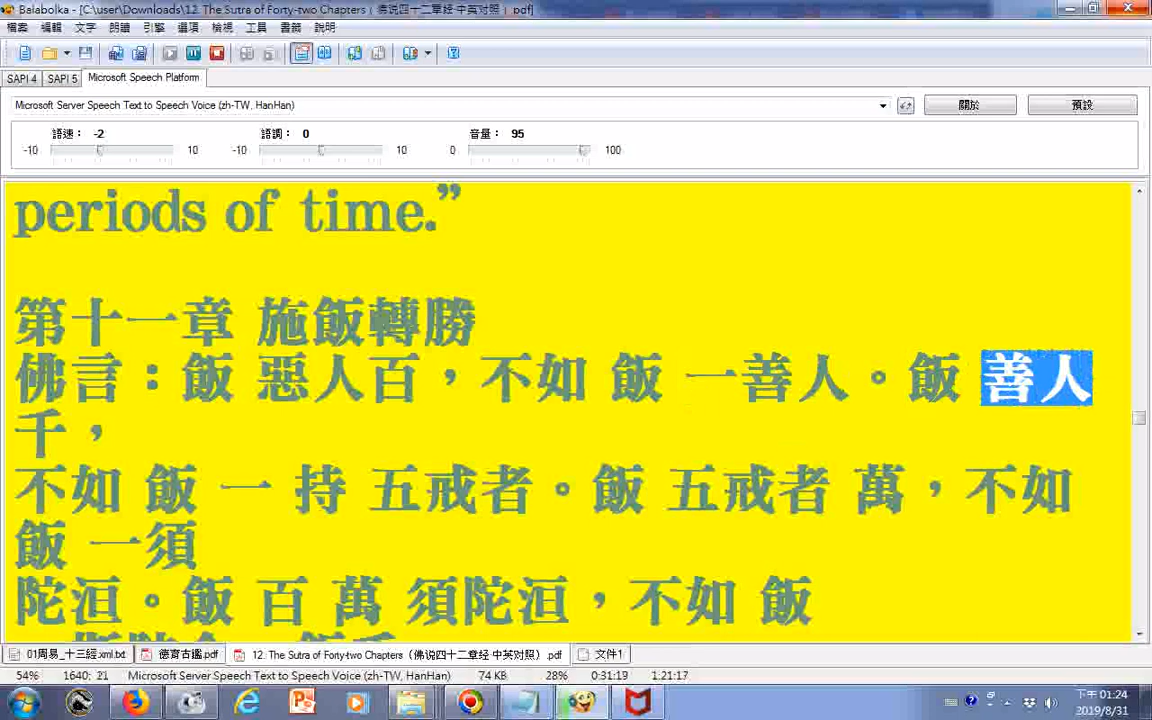 Balabolka - [C:\user\Downloads\12. The Sutra of Forty-two Chapters（佛说四十二章经·中英对照）.pdf]
檔案 編輯 文字 朗讀 引擎 選項 檢視 工具 書籤 說明
SAPI 4 SAPI 5 Microsoft Speech Platform
Microsoft Server Speech Text to Speech Voice (zh-TW, HanHan) 關於 預設
語速： -2 語調： 0 音量： 95
-10 10 -10 10 0 100
periods of time.”
第十一章 施飯轉勝
佛言：飯 惡人百，不如 飯 一善人。飯 善人
千，
不如 飯 一 持 五戒者。飯 五戒者 萬，不如
飯 一須
陀洹。飯 百 萬 須陀洹，不如 飯
01周易_十三經.xml.txt 德育古鑑.pdf 12. The Sutra of Forty-two Chapters（佛说四十二章经·中英对照）.pdf 文件1
54% 1640; 21 Microsoft Server Speech Text to Speech Voice (zh-TW, HanHan) 74 KB 28% 0:31:19 1:21:17
下午 01:24
2019/8/31